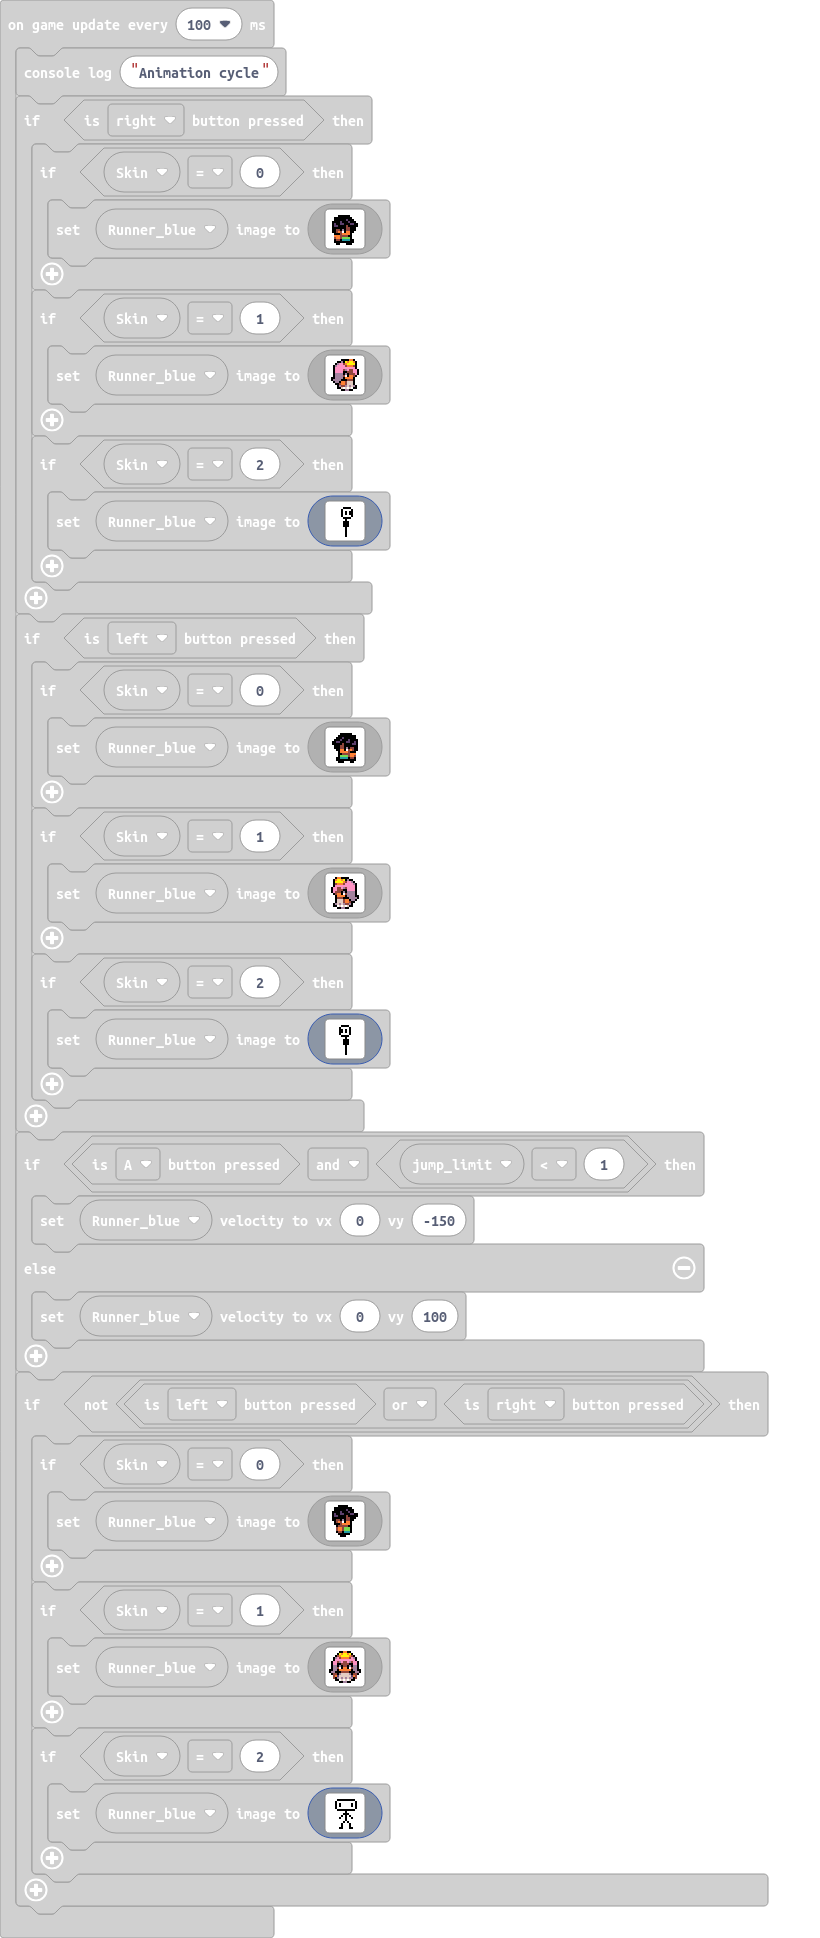 on game update every 100 ms
console log "Animation cycle"
if is right button pressed then
if Skin = 0 then
set Runner_blue image to
if Skin = 1 then
set Runner_blue image to
if Skin = 2 then
set Runner_blue image to
if is left button pressed then
if Skin = 0 then
set Runner_blue image to
if Skin = 1 then
set Runner_blue image to
if Skin = 2 then
set Runner_blue image to
if is A button pressed and jump_limit < 1 then
set Runner_blue velocity to vx 0 vy -150
else
set Runner_blue velocity to vx 0 vy 100
if not is left button pressed or is right button pressed then
if Skin = 0 then
set Runner_blue image to
if Skin = 1 then
set Runner_blue image to
if Skin = 2 then
set Runner_blue image to